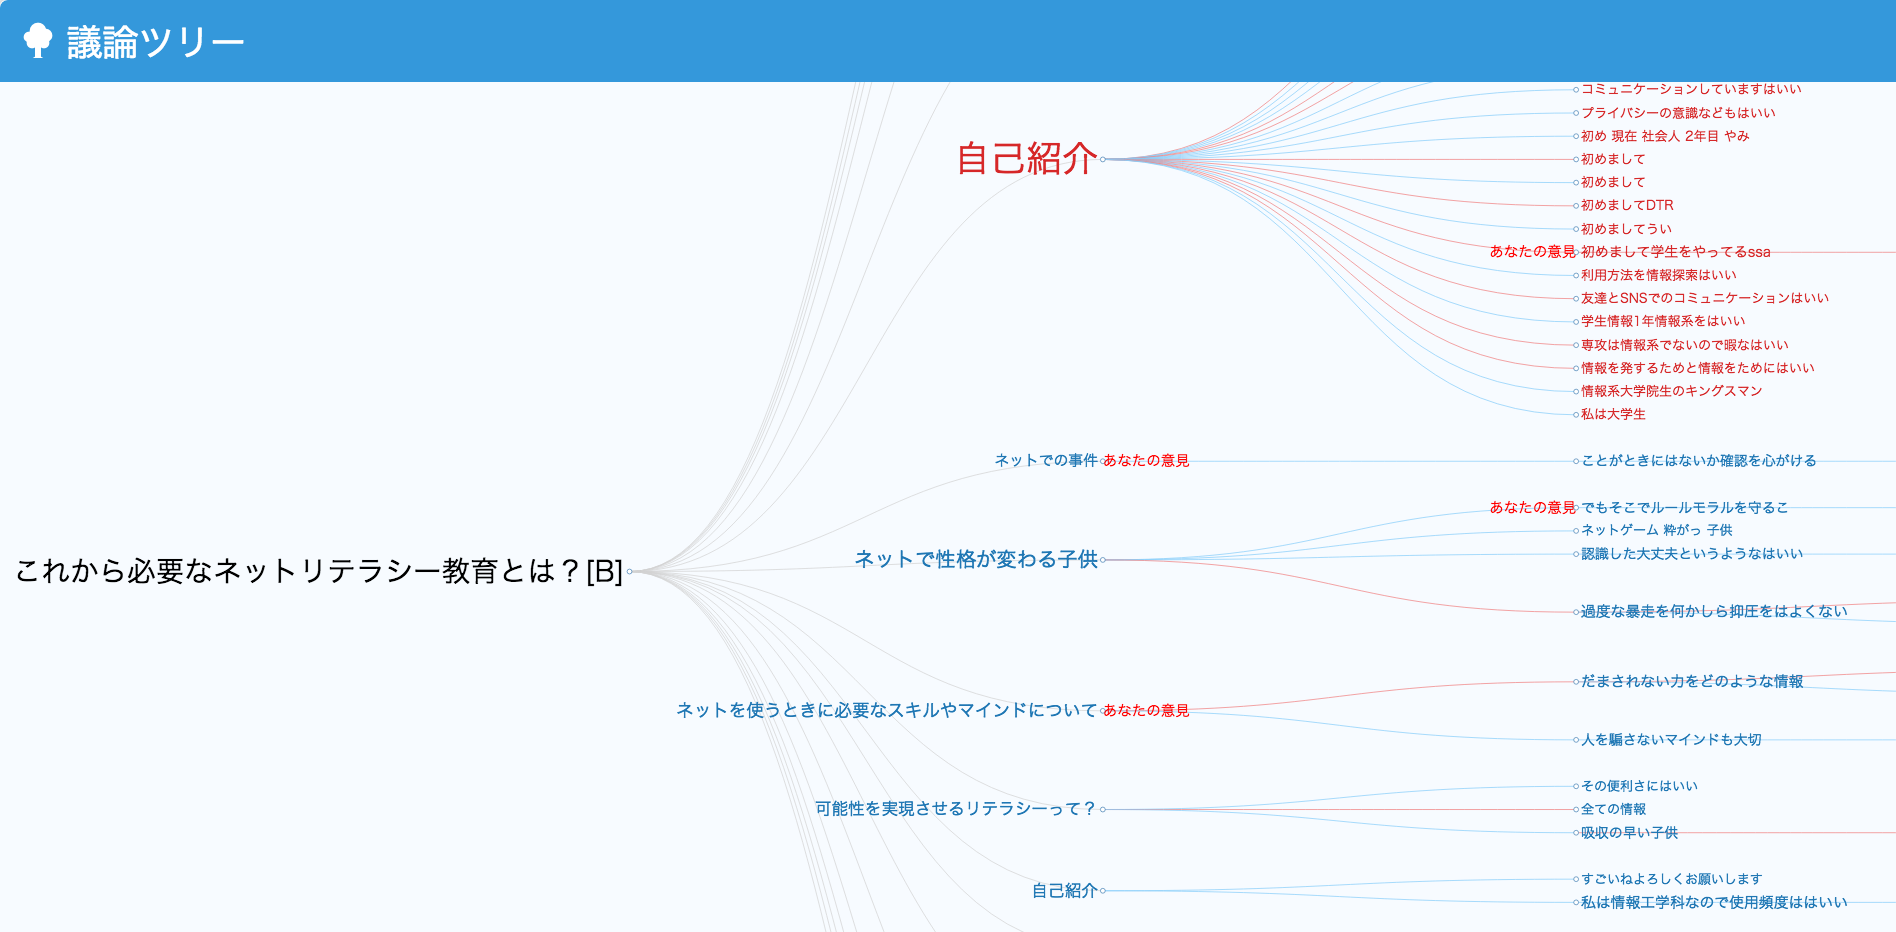 議論ツリー
コミュニケーションしていますはいい
プライバシーの意識などもはいい
初め 現在 社会人 2年目 やみ
自己紹介
初めまして
初めまして
初めましてDTR
初めましてうい
あなたの意見 初めまして学生をやってるssa
利用方法を情報探索はいい
友達とSNSでのコミュニケーションはいい
学生情報1年情報系をはいい
専攻は情報系でないので暇なはいい
情報を発するためと情報をためにはいい
情報系大学院生のキングスマン
私は大学生
ネットでの事件 あなたの意見 ことがときにはないか確認を心がける
あなたの意見 でもそこでルールモラルを守るこ
ネットゲーム 粋がっ 子供
ネットで性格が変わる子供
認識した大丈夫というようなはいい
これから必要なネットリテラシー教育とは？[B]
過度な暴走を何かしら抑圧をはよくない
だまされない力をどのような情報
ネットを使うときに必要なスキルやマインドについて あなたの意見
人を騙さないマインドも大切
その便利さにはいい
可能性を実現させるリテラシーって？
全ての情報
吸収の早い子供
すごいねよろしくお願いします
自己紹介
私は情報工学科なので使用頻度ははいい